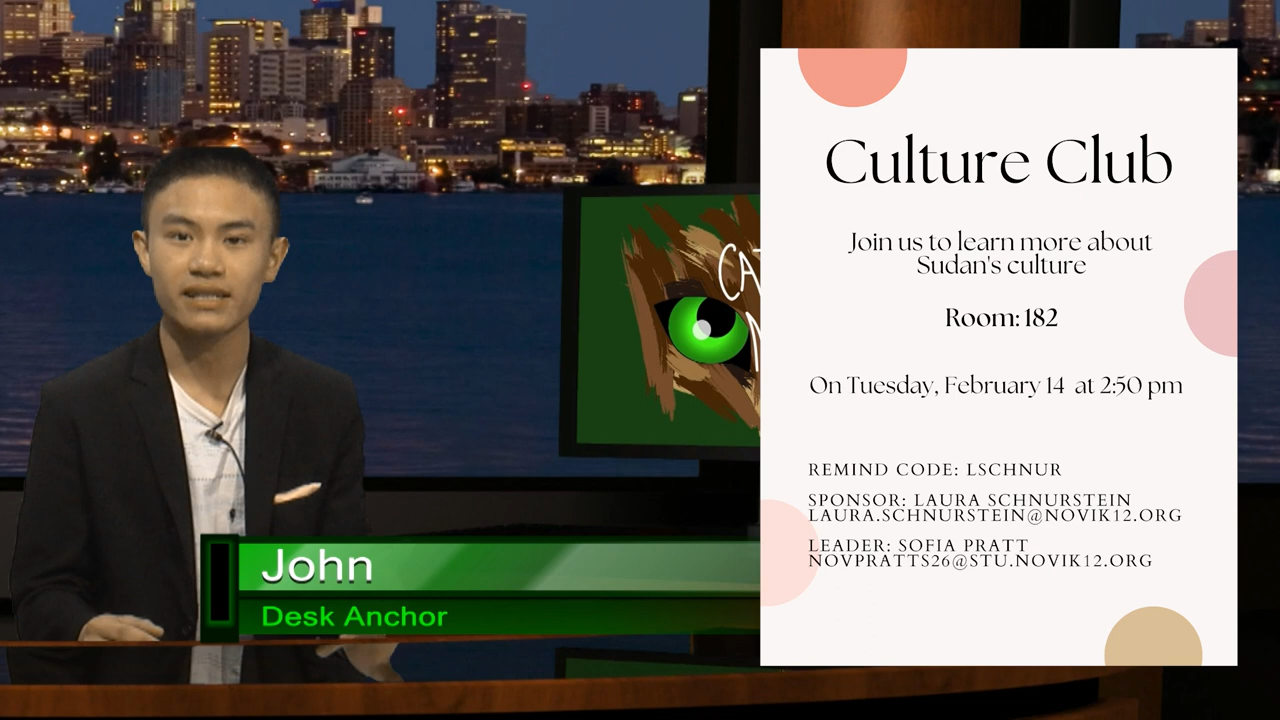 Culture Club
Join us to learn more about
Sudan's culture
Room: 182
On Tuesday, February 14 at 2:50 pm
REMIND CODE: LSCHNUR
SPONSOR: LAURA SCHNURSTEIN
LAURA.SCHNURSTEIN@NOVIK12.ORG
LEADER: SOFIA PRATT
NOVPRATTS26@STU.NOVIK12.ORG
John
Desk Anchor